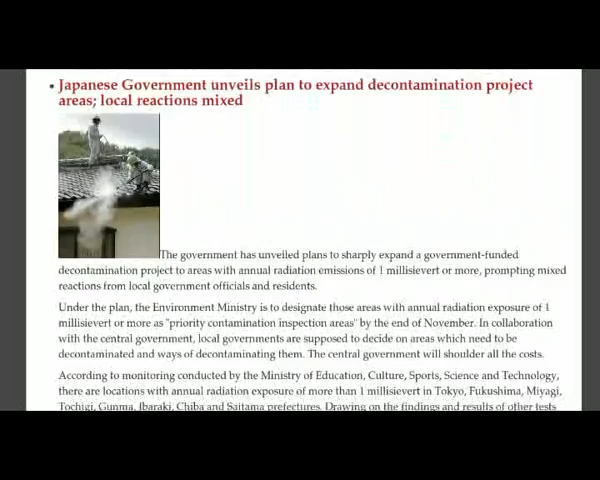 Japanese Government unveils plan to expand decontamination project
areas; local reactions mixed
The government has unveiled plans to sharply expand a government-funded
decontamination project to areas with annual radiation emissions of 1 millisievert or more, prompting mixed
reactions from local government officials and residents.
Under the plan, the Environment Ministry is to designate those areas with annual radiation exposure of 1
millisievert or more as "priority contamination inspection areas" by the end of November. In collaboration
with the central government, local governments are supposed to decide on areas which need to be
decontaminated and ways of decontaminating them. The central government will shoulder all the costs.
According to monitoring conducted by the Ministry of Education, Culture, Sports, Science and Technology,
there are locations with annual radiation exposure of more than 1 millisievert in Tokyo, Fukushima, Miyagi,
Tochigi, Gunma, Ibaraki, Chiba and Saitama prefectures. Drawing on the findings and results of other tests